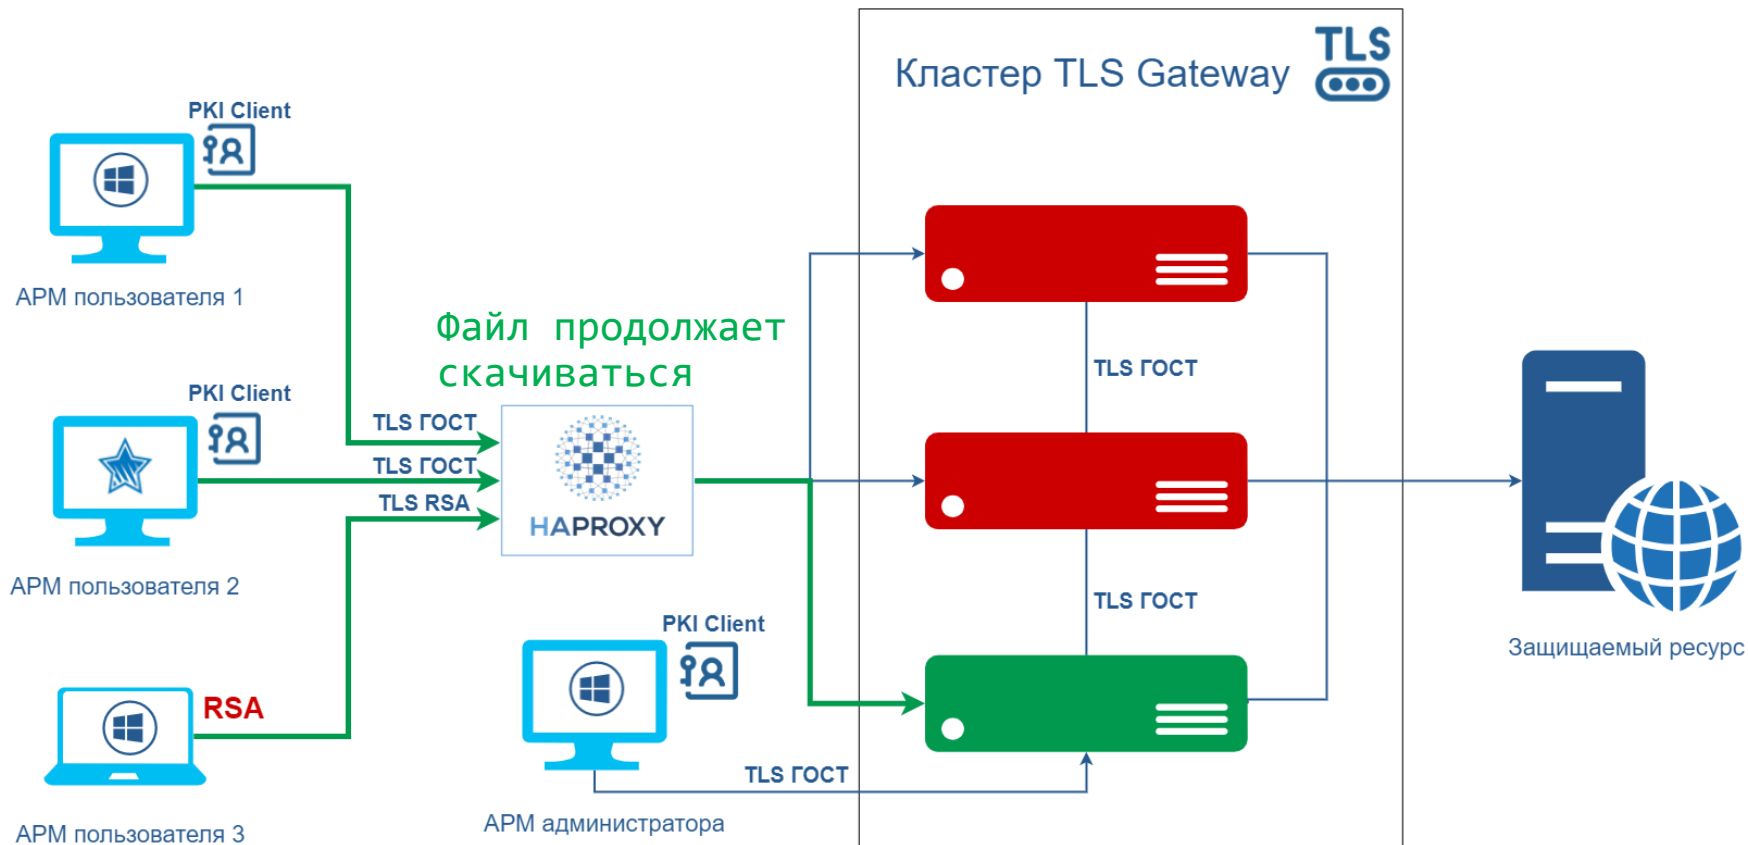 Кластер TLS Gateway
TLS
PKI Client
АРМ пользователя 1
Файл продолжает
скачиваться
TLS ГОСТ
PKI Client
TLS ГОСТ
TLS ГОСТ
TLS RSA
HAPROXY
АРМ пользователя 2
TLS ГОСТ
PKI Client
Защищаемый ресурс
RSA
TLS ГОСТ
АРМ администратора
АРМ пользователя 3